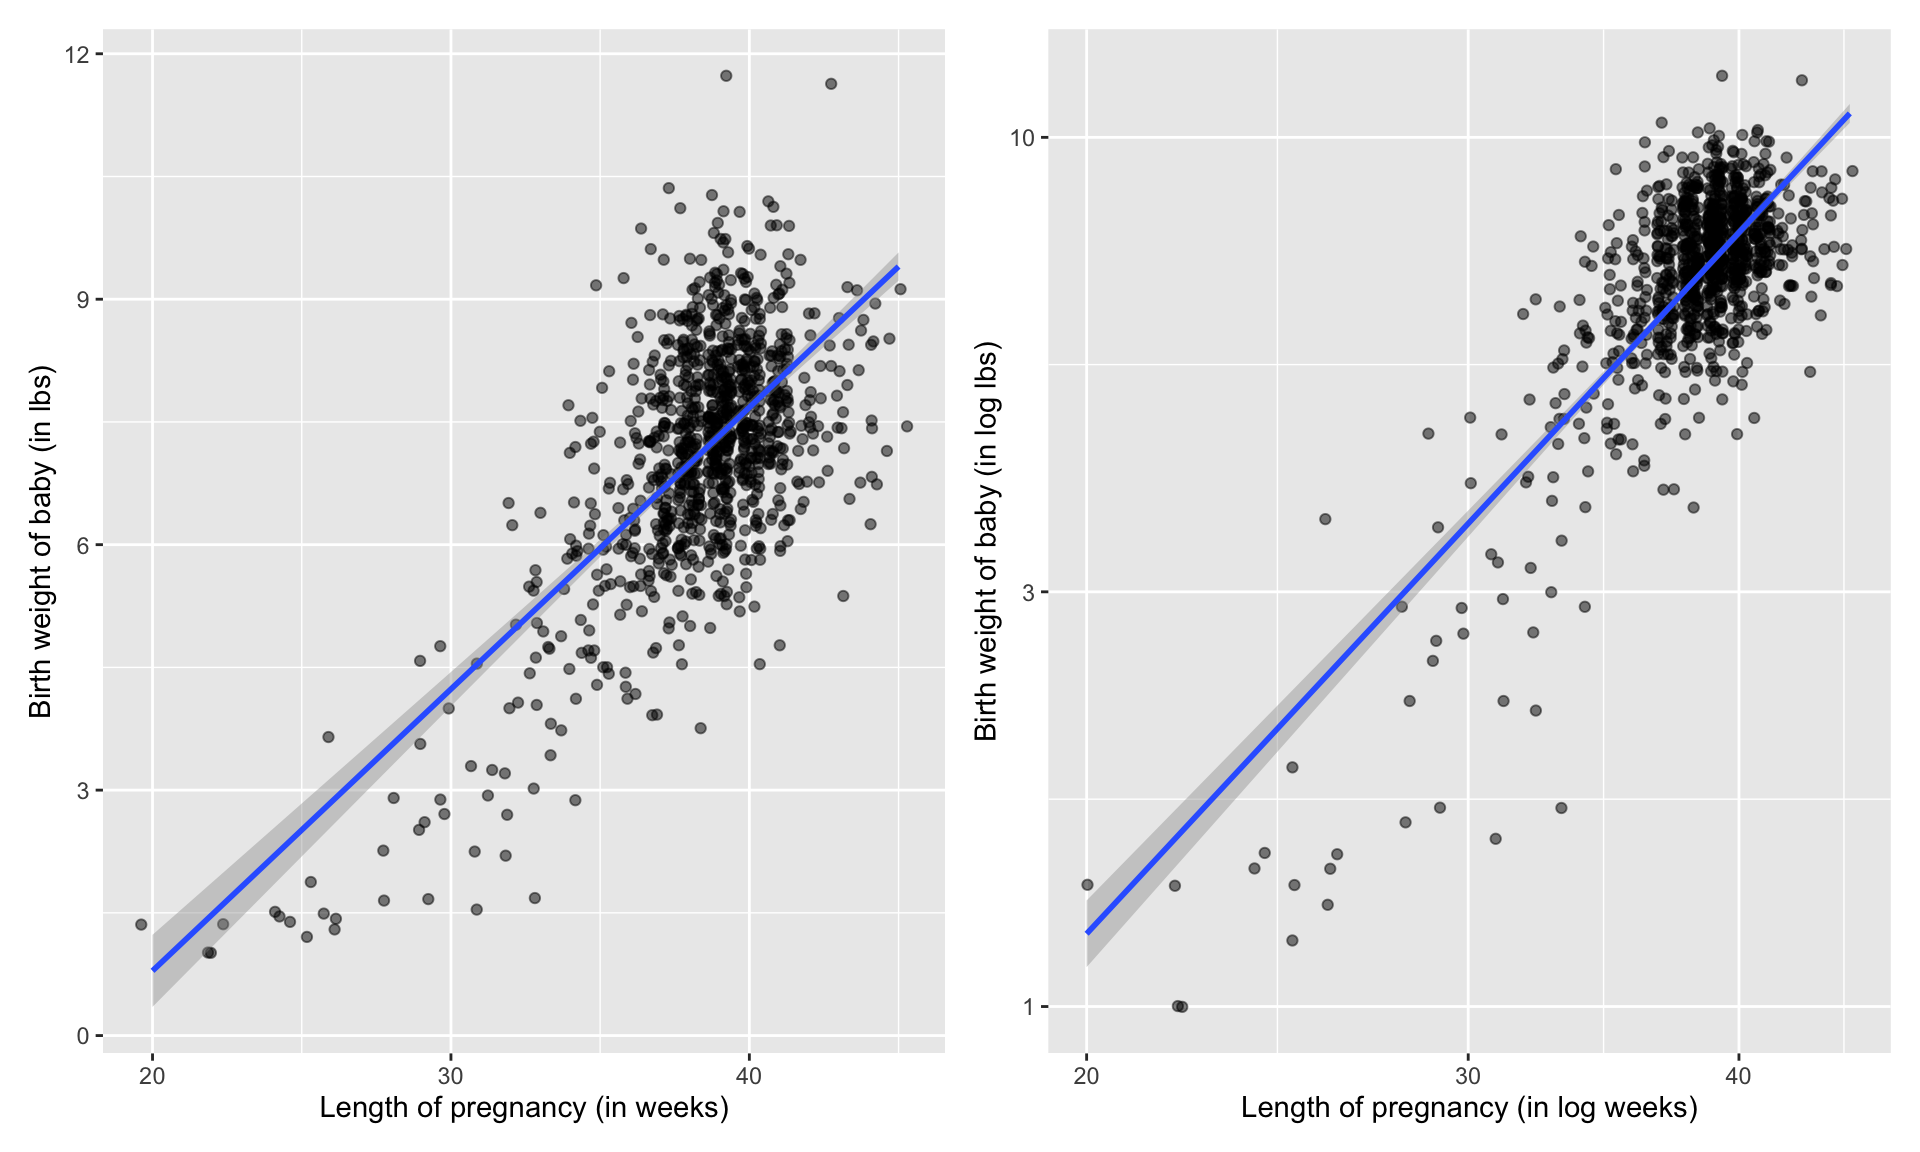 Birth weight of baby (in lbs)
12
9
6
3
0
20 30 40
Length of pregnancy (in weeks)
Birth weight of baby (in log lbs)
10
3
1
20 30 40
Length of pregnancy (in log weeks)